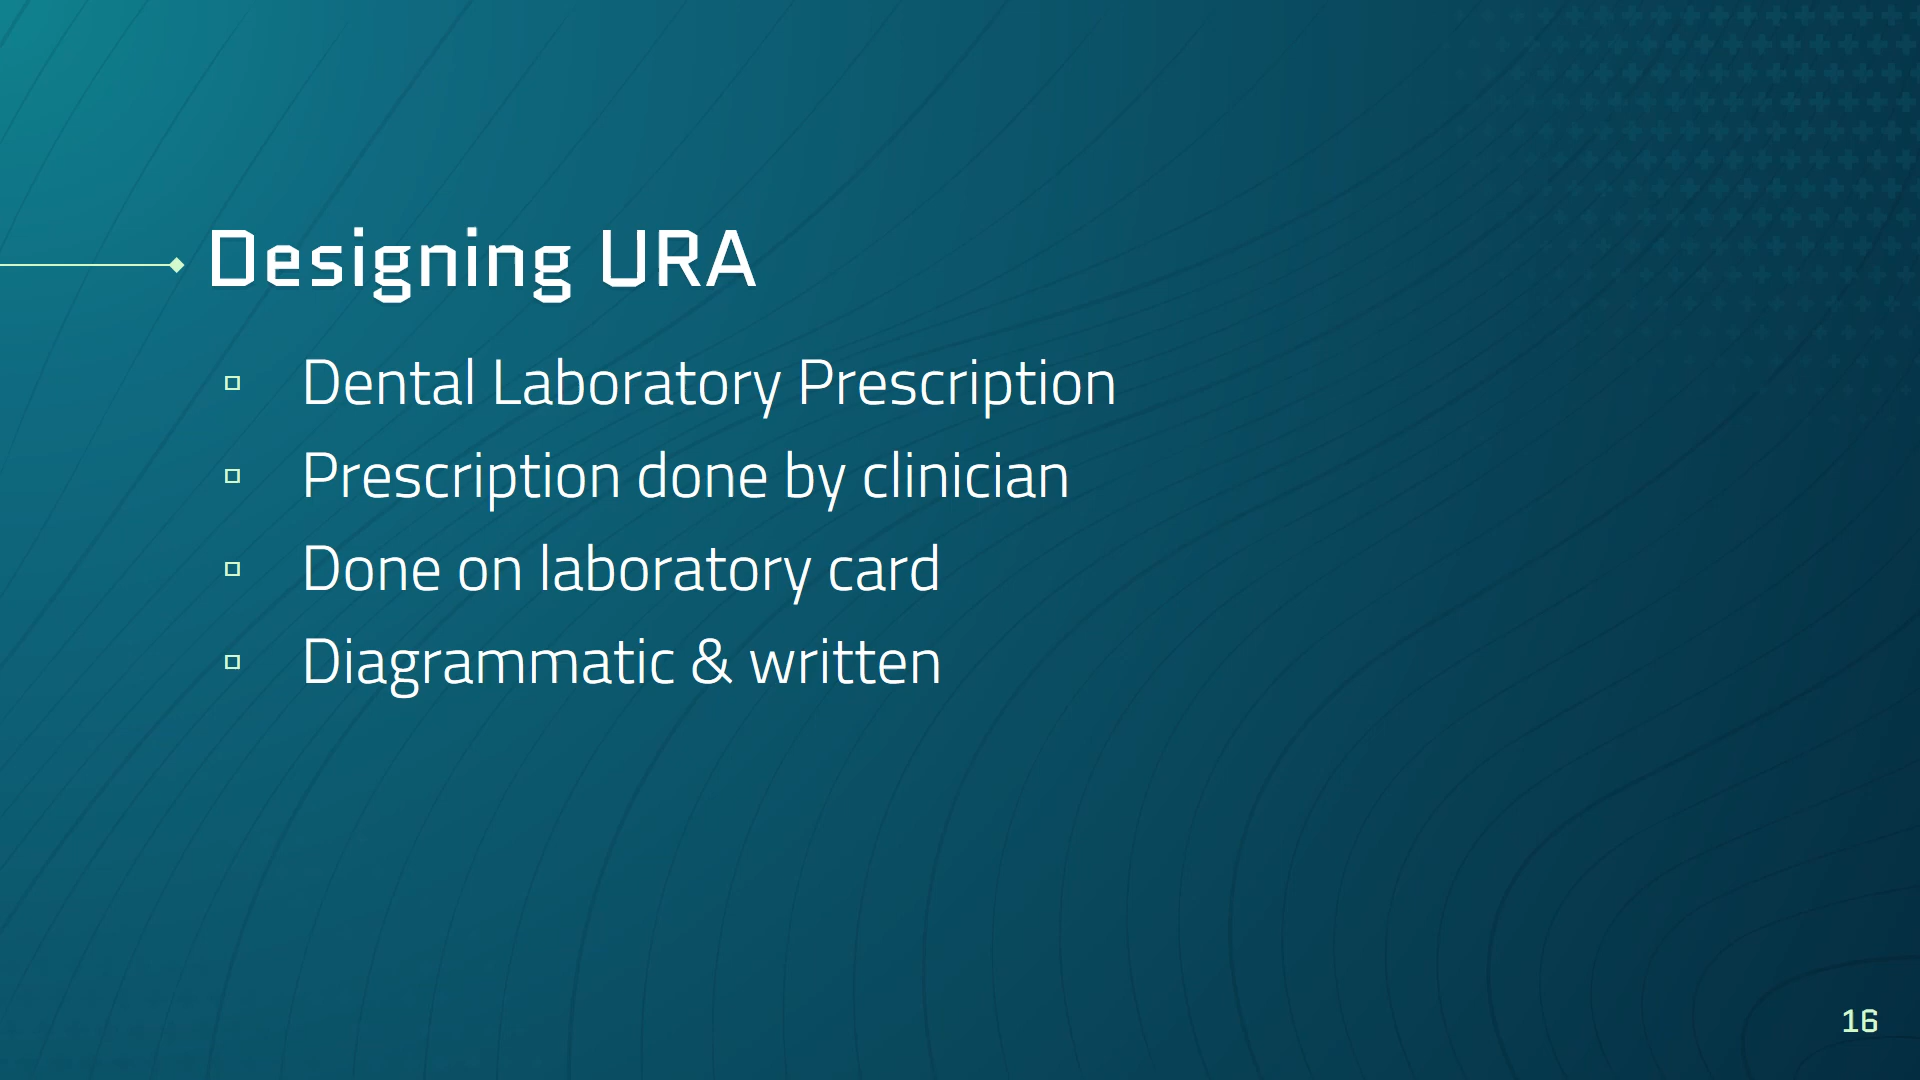 Designing URA
Dental Laboratory Prescription
Prescription done by clinician
Done on laboratory card
Diagrammatic & written
16